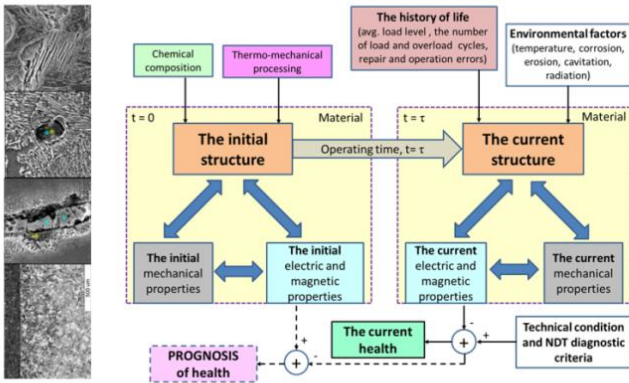 The history of life
(avg. load level , the number
of load and overload cycles,
repair and operation errors)
Environmental factors
(temperature, corrosion,
erosion, cavitation,
radiation)
Chemical
composition
Thermo-mechanical
processing
t = 0
Material
t = τ
Material
The initial
structure
Operating time, t= τ
The current
structure
The initial
mechanical
properties
The initial
electric and
magnetic
properties
The current
electric and
magnetic
properties
The current
mechanical
properties
The current
health
Technical condition
and NDT diagnostic
criteria
PROGNOSIS
of health
+
-
+
-
+
+